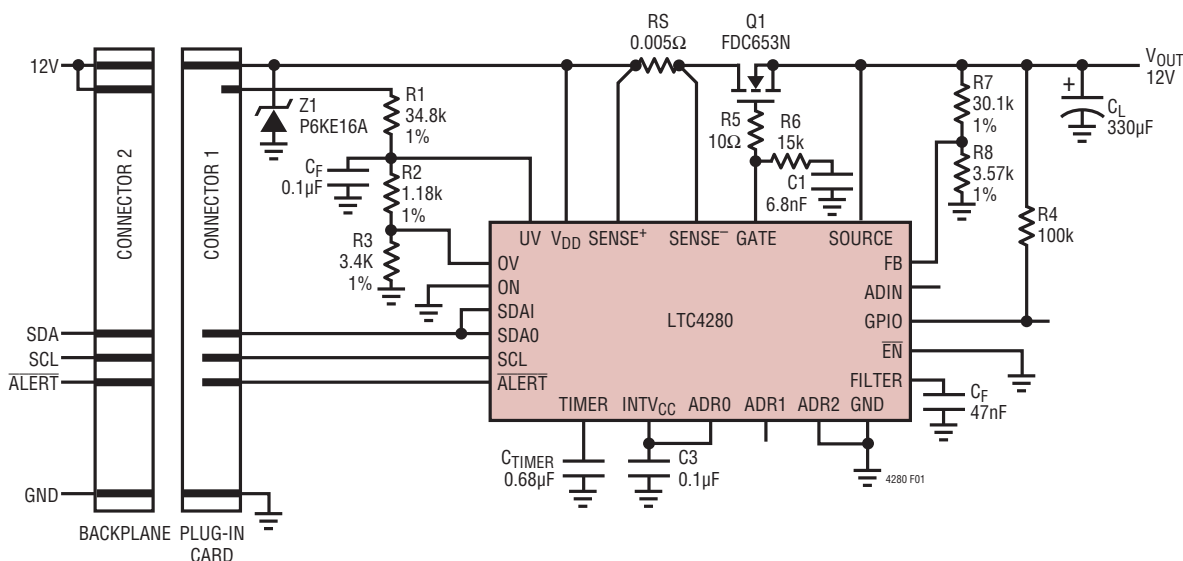 RS
0.005Ω
Q1
FDC653N
12V
VOUT
12V
Z1
P6KE16A
R1
34.8k
1%
R5
10Ω
R6
15k
R7
30.1k
1%
+
CL
330µF
CONNECTOR 2
CONNECTOR 1
CF
0.1µF
R2
1.18k
1%
C1
6.8nF
R8
3.57k
1%
R3
3.4K
1%
R4
100k
UV VDD SENSE+ SENSE– GATE SOURCE
OV
ON
SDAI
SDA0
SCL
ALERT
LTC4280
FB
ADIN
GPIO
EN
FILTER
TIMER INTVCC ADR0 ADR1 ADR2 GND
SDA
SCL
ALERT
CF
47nF
CTIMER
0.68µF
C3
0.1µF
4280 F01
GND
BACKPLANE PLUG-IN
CARD